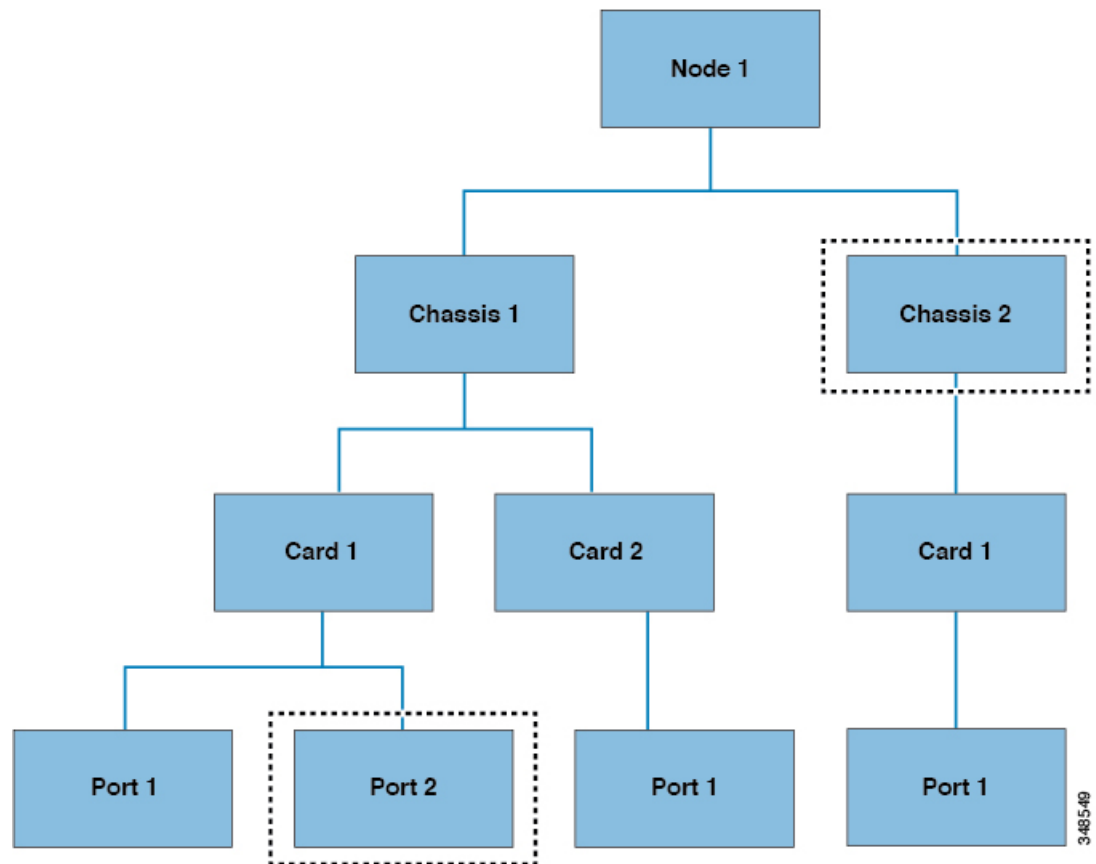 Node 1
Chassis 1
Chassis 2
Card 1
Card 2
Card 1
Port 1
Port 2
Port 1
Port 1
348549